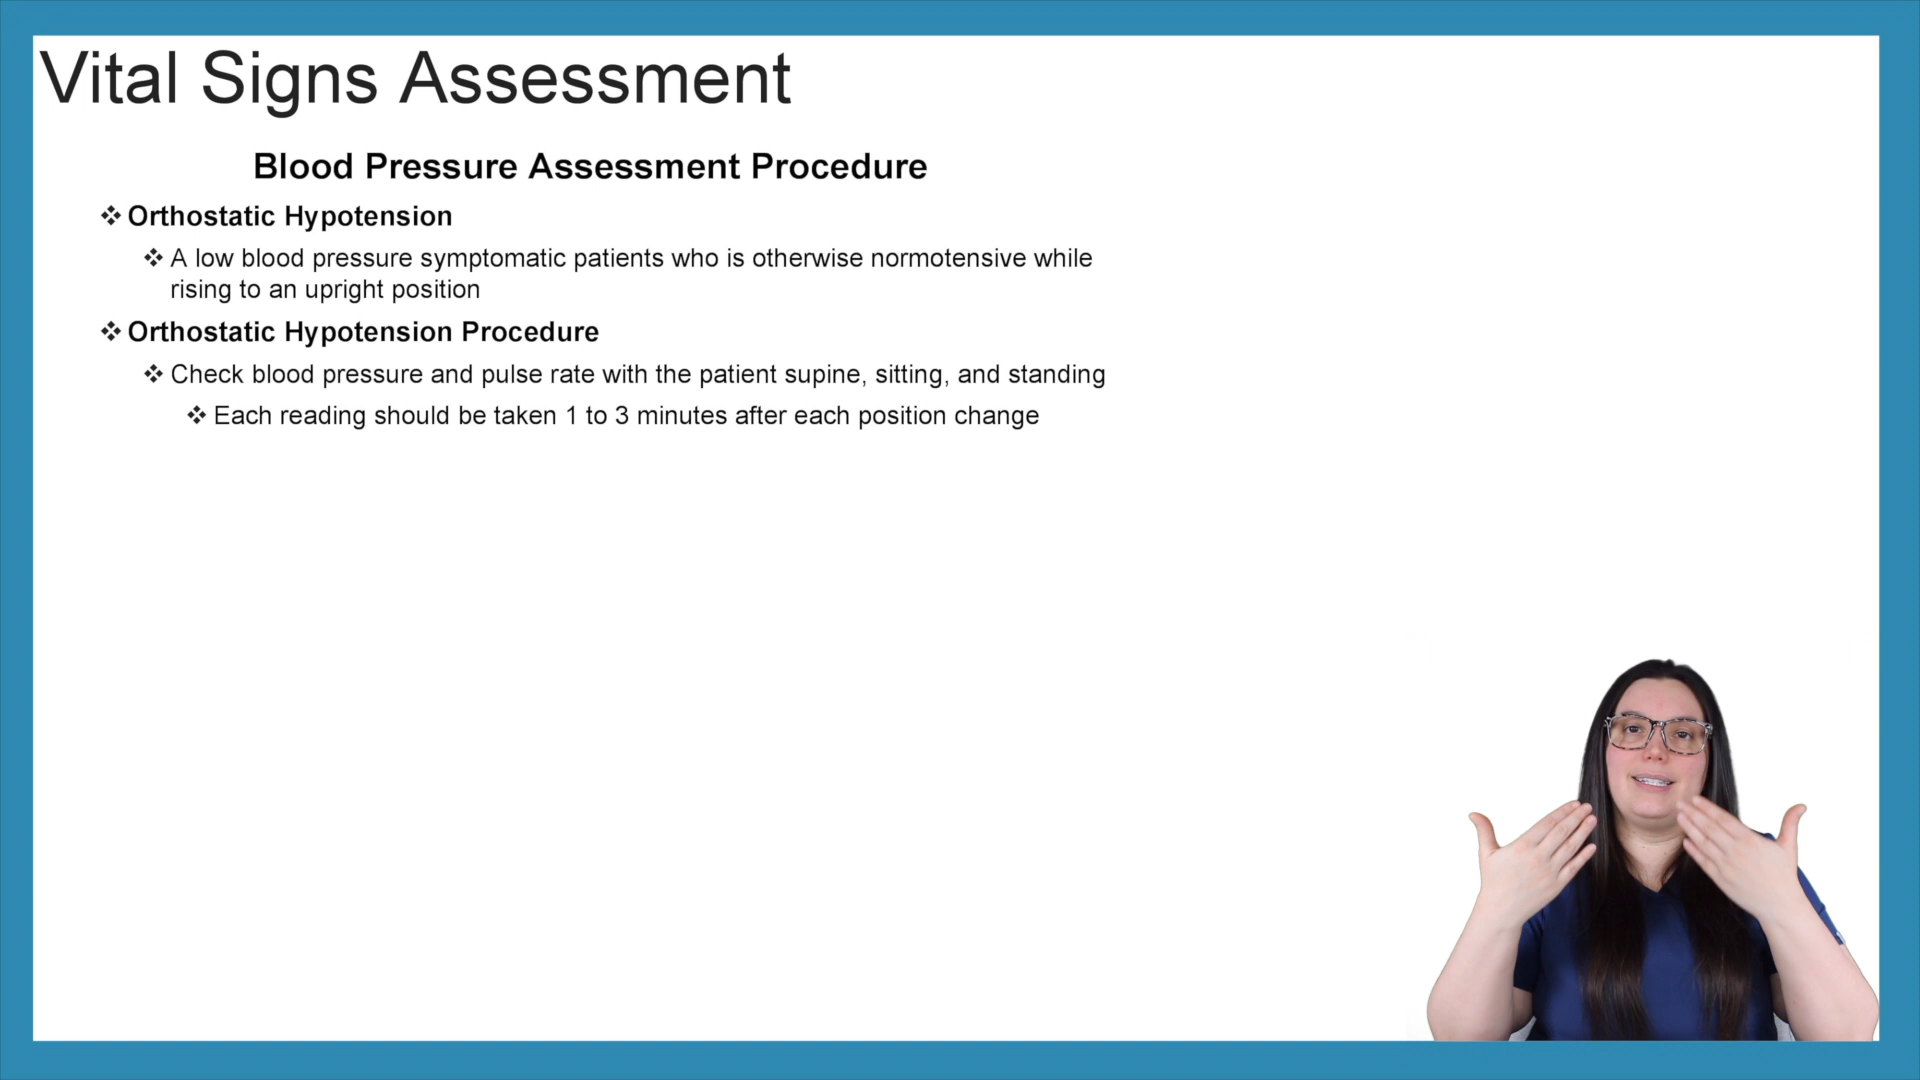 Vital Signs Assessment
Blood Pressure Assessment Procedure
❖ Orthostatic Hypotension
❖ A low blood pressure symptomatic patients who is otherwise normotensive while
rising to an upright position
❖ Orthostatic Hypotension Procedure
❖ Check blood pressure and pulse rate with the patient supine, sitting, and standing
❖ Each reading should be taken 1 to 3 minutes after each position change